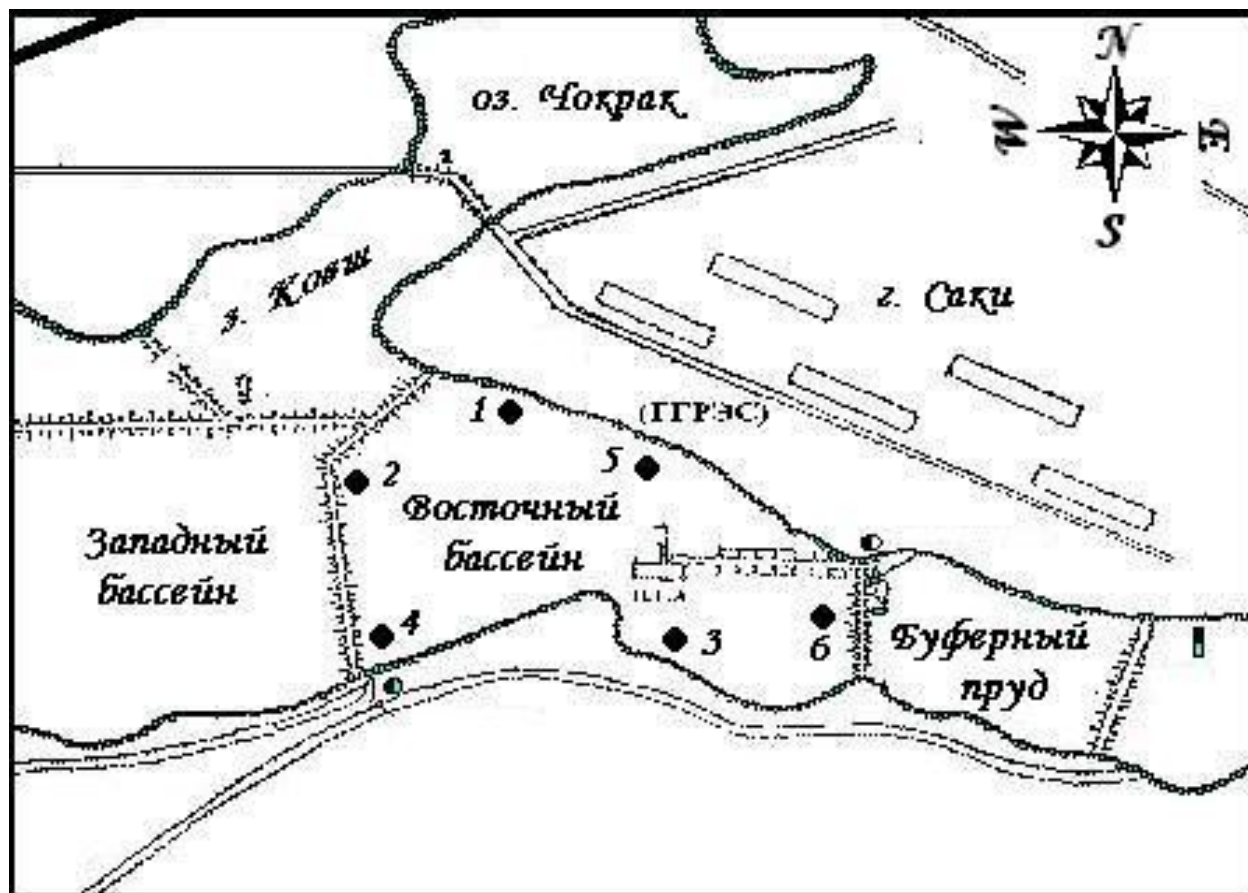 N
оз. Чокрак
W
E
S
з. Ковш
г. Саки
1
(ГГРЭС)
5
2
Восточный
бассейн
Западный
бассейн
4
3
6
Буферный
пруд